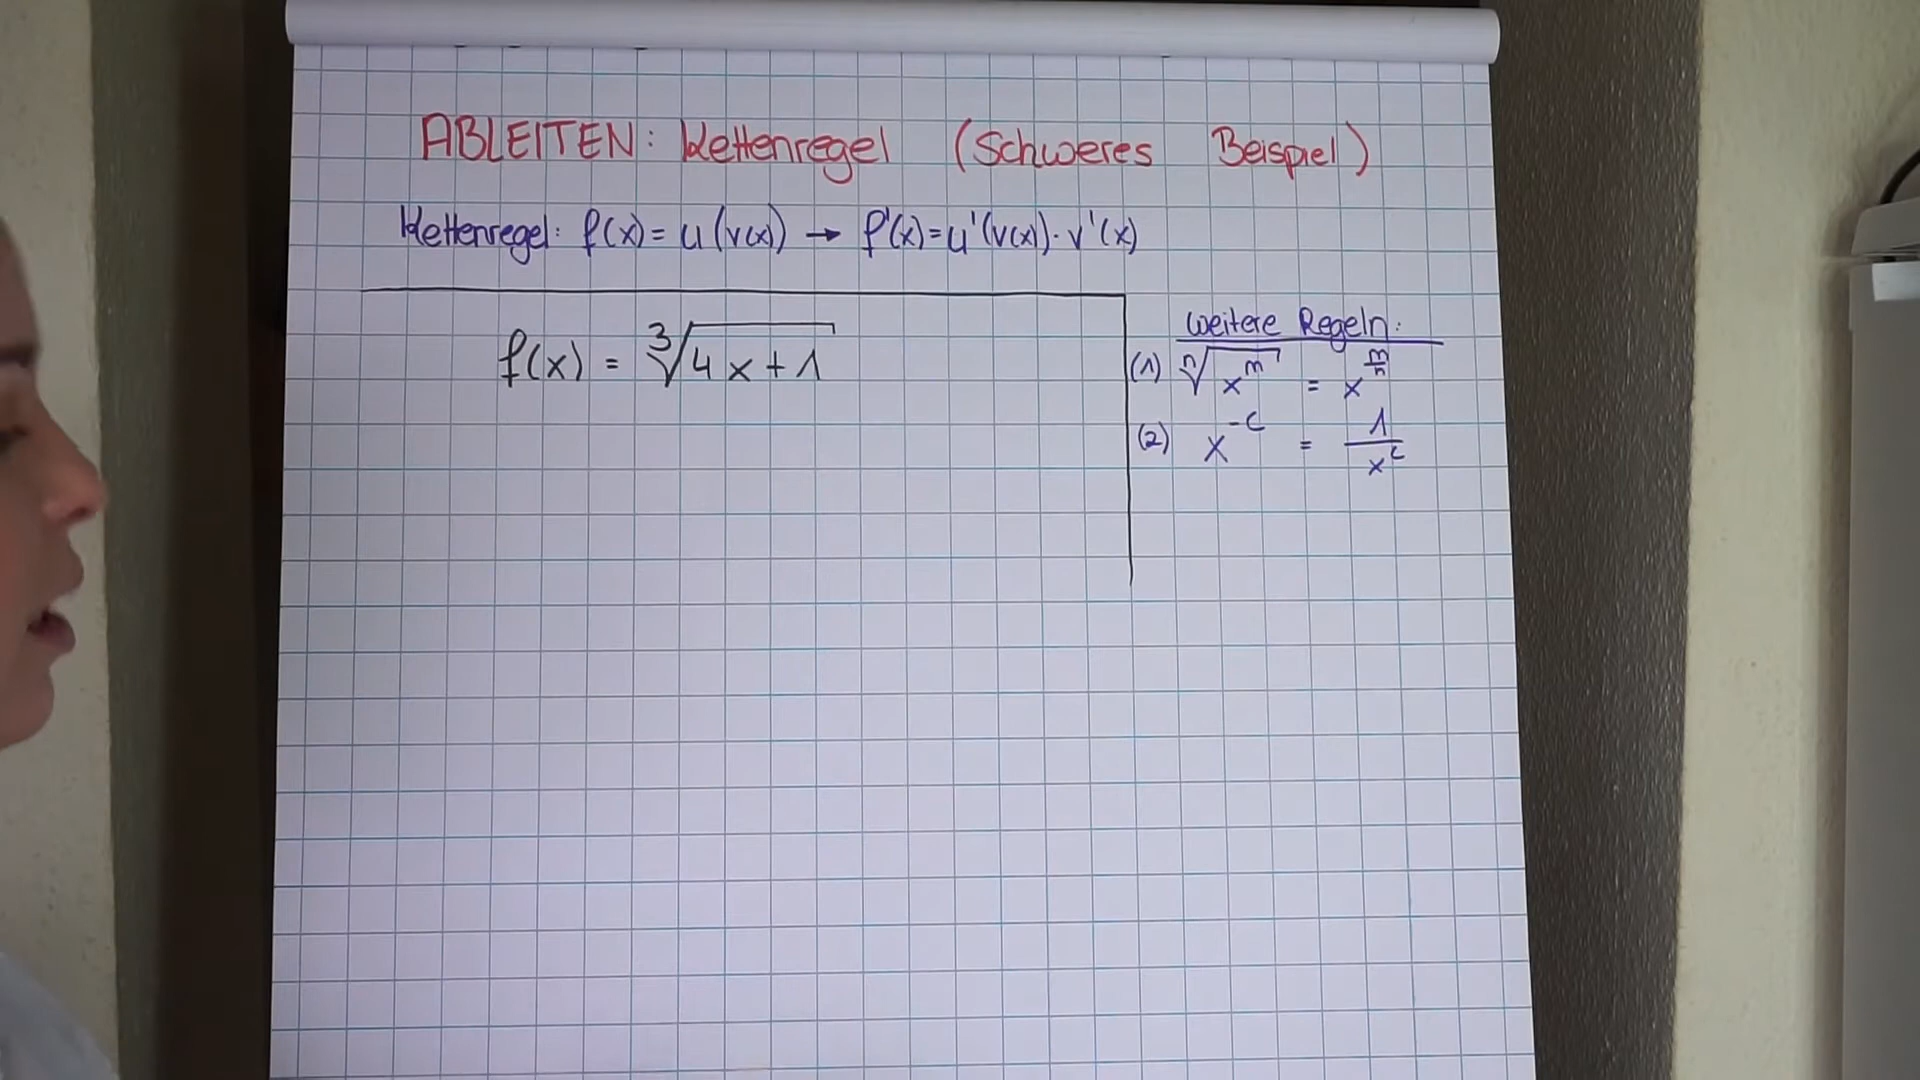 ABLEITEN: Kettenregel (Schweres Beispiel)
Kettenregel: f(x) = u(v(x)) → f'(x) = u'(v(x)) · v'(x)
f(x) = ∛(4x+1)
weitere Regeln:
(1) ⁿ√(x^m) = x^(m/n)
(2) x^(-c) = 1/x^c